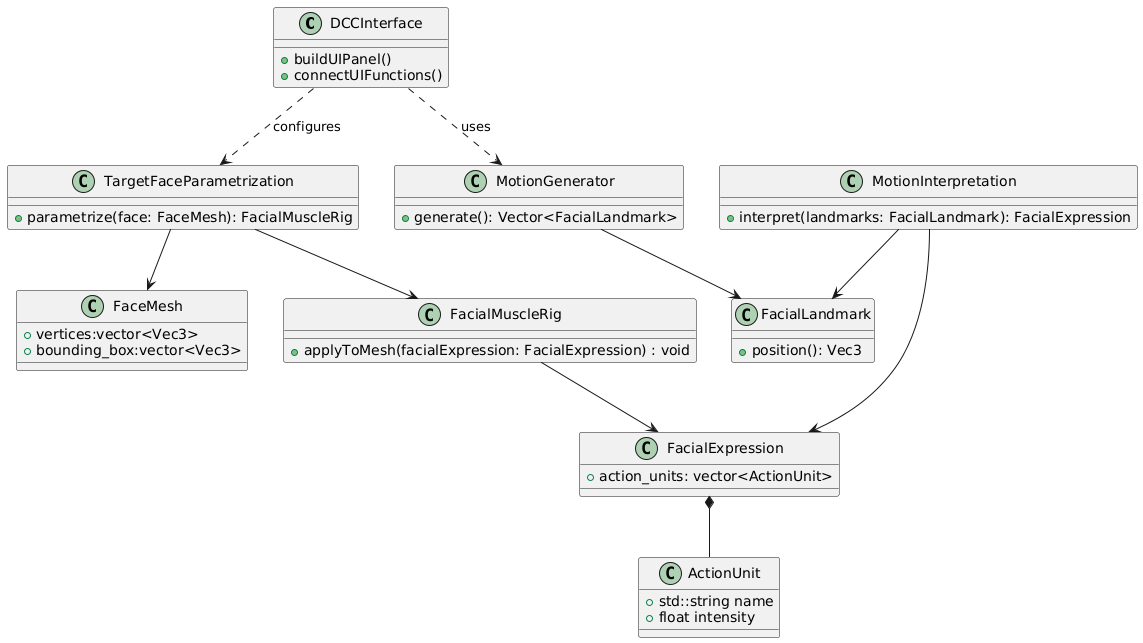 C DCCInterface
buildUIPanel()
connectUIFunctions()
configures
uses
C TargetFaceParametrization
parametrize(face: FaceMesh): FacialMuscleRig
C MotionGenerator
generate(): Vector<FacialLandmark>
C MotionInterpretation
interpret(landmarks: FacialLandmark): FacialExpression
C FaceMesh
vertices:vector<Vec3>
bounding_box:vector<Vec3>
C FacialMuscleRig
applyToMesh(facialExpression: FacialExpression) : void
C FacialLandmark
position(): Vec3
C FacialExpression
action_units: vector<ActionUnit>
C ActionUnit
std::string name
float intensity